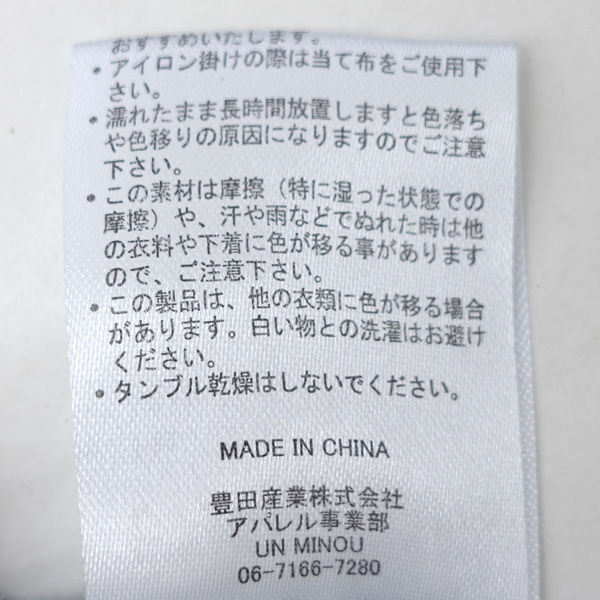 おすすめいたします。
・アイロン掛けの際は当て布をご使用下
さい。
・濡れたまま長時間放置しますと色落ち
や色移りの原因になりますのでご注意
下さい。
・この素材は摩擦（特に湿った状態での
摩擦）や、汗や雨などでぬれた時は他
の衣料や下着に色が移る事があります
ので、ご注意下さい。
・この製品は、他の衣類に色が移る場合
があります。白い物との洗濯はお避け
ください。
・タンブル乾燥はしないでください。
MADE IN CHINA
豊田産業株式会社
アパレル事業部
UN MINOU
06-7166-7280